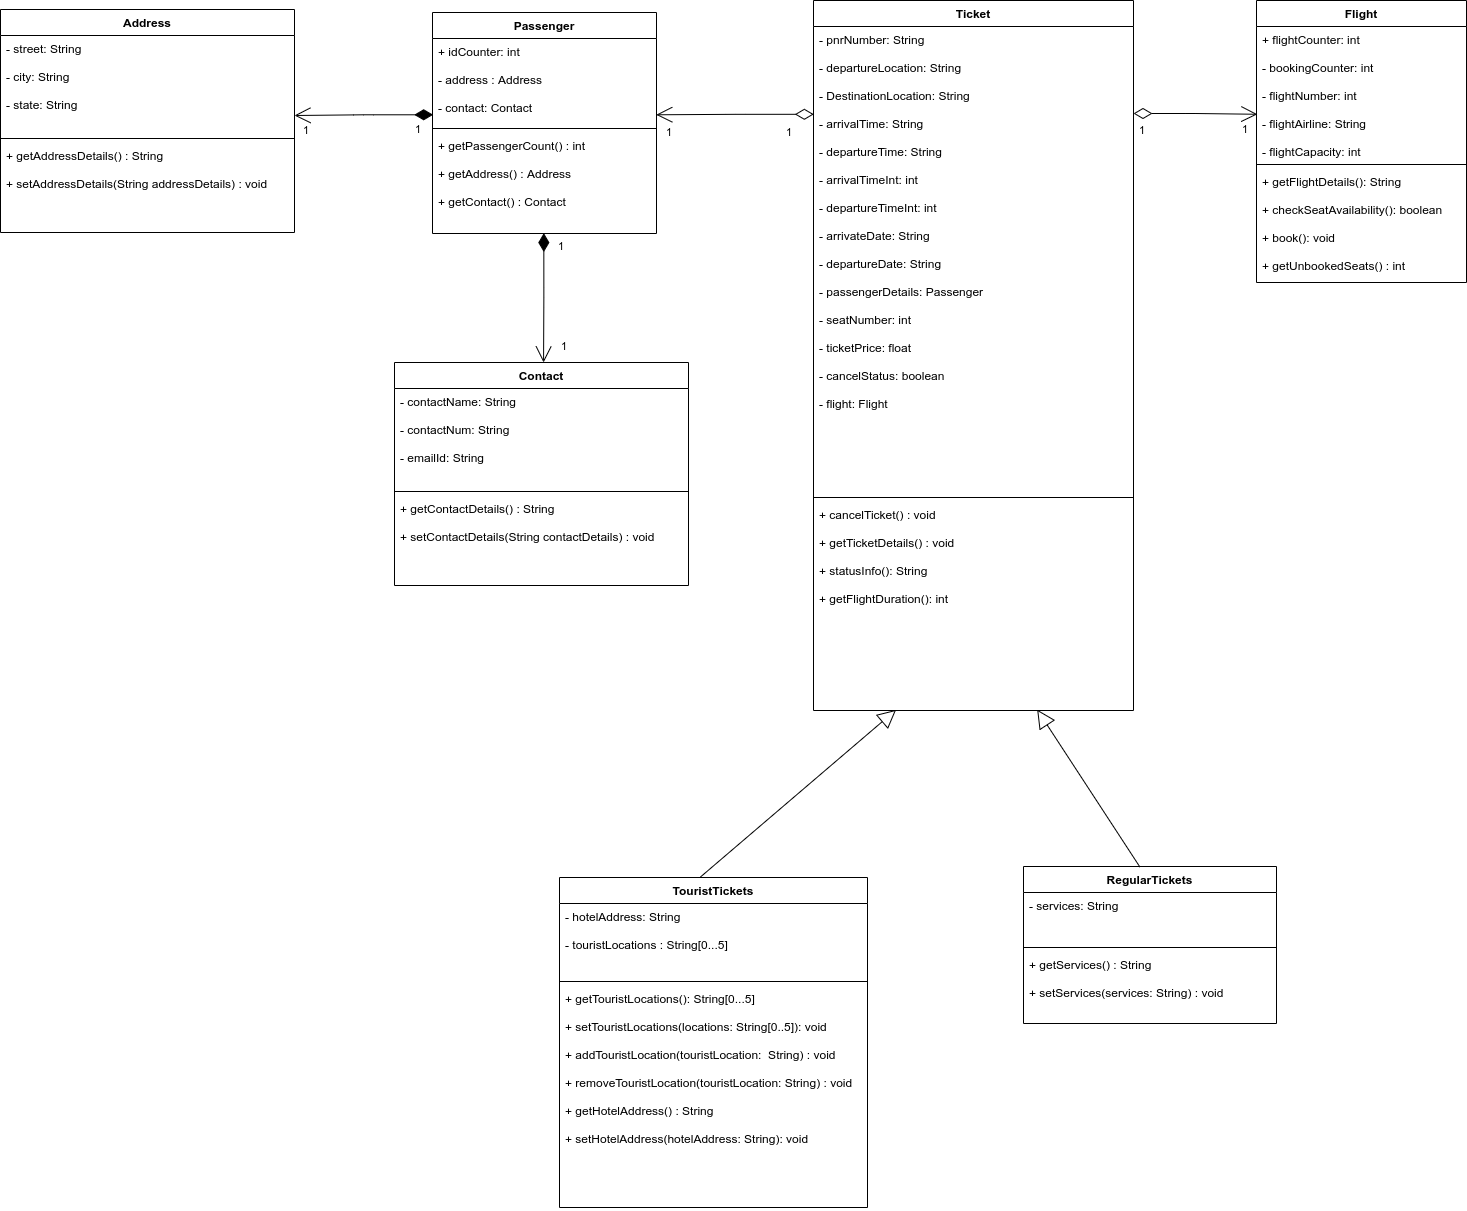 Address
- street: String
- city: String
- state: String
+ getAddressDetails() : String
+ setAddressDetails(String addressDetails) : void
1
1
Passenger
+ idCounter: int
- address : Address
- contact: Contact
+ getPassengerCount() : int
+ getAddress() : Address
+ getContact() : Contact
1
1
1
1
Contact
- contactName: String
- contactNum: String
- emailId: String
+ getContactDetails() : String
+ setContactDetails(String contactDetails) : void
Ticket
- pnrNumber: String
- departureLocation: String
- DestinationLocation: String
- arrivalTime: String
- departureTime: String
- arrivalTimeInt: int
- departureTimeInt: int
- arrivateDate: String
- departureDate: String
- passengerDetails: Passenger
- seatNumber: int
- ticketPrice: float
- cancelStatus: boolean
- flight: Flight
+ cancelTicket() : void
+ getTicketDetails() : void
+ statusInfo(): String
+ getFlightDuration(): int
1
1
Flight
+ flightCounter: int
- bookingCounter: int
- flightNumber: int
- flightAirline: String
- flightCapacity: int
+ getFlightDetails(): String
+ checkSeatAvailability(): boolean
+ book(): void
+ getUnbookedSeats() : int
TouristTickets
- hotelAddress: String
- touristLocations : String[0...5]
+ getTouristLocations(): String[0...5]
+ setTouristLocations(locations: String[0..5]): void
+ addTouristLocation(touristLocation:  String) : void
+ removeTouristLocation(touristLocation: String) : void
+ getHotelAddress() : String
+ setHotelAddress(hotelAddress: String): void
RegularTickets
- services: String
+ getServices() : String
+ setServices(services: String) : void